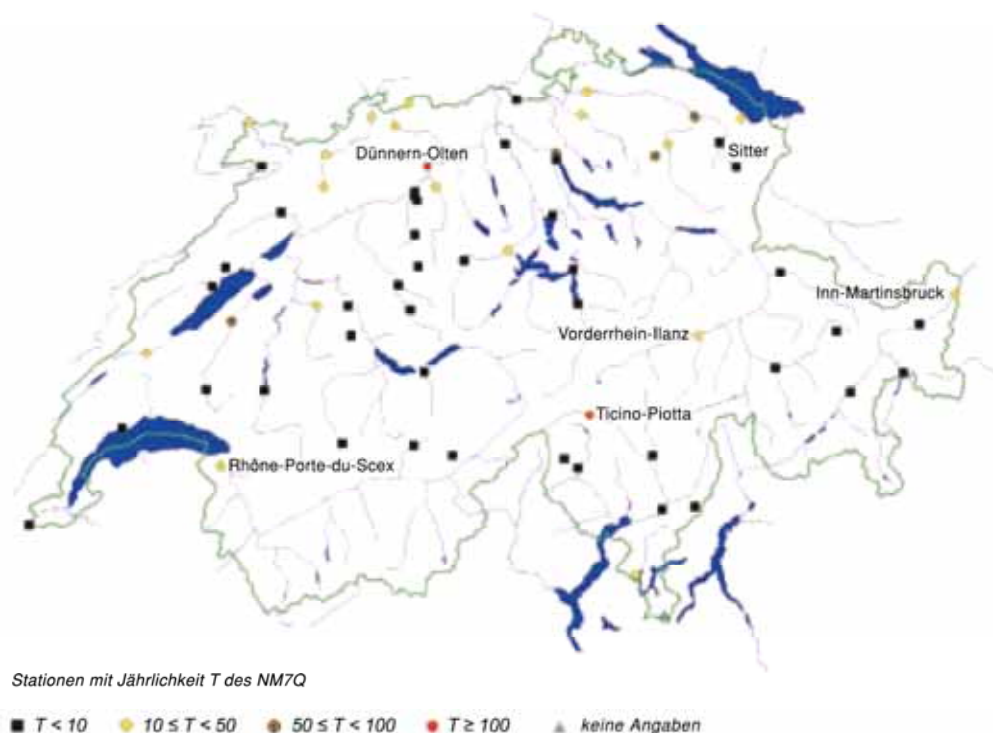 Dünnern-Olten
Sitter
Inn-Martinsbruck
Vorderrhein-Ilanz
Ticino-Piotta
Rhône-Porte-du-Scex
Stationen mit Jährlichkeit T des NM7Q
T < 10
10 ≤ T < 50
50 ≤ T < 100
T ≥ 100
keine Angaben